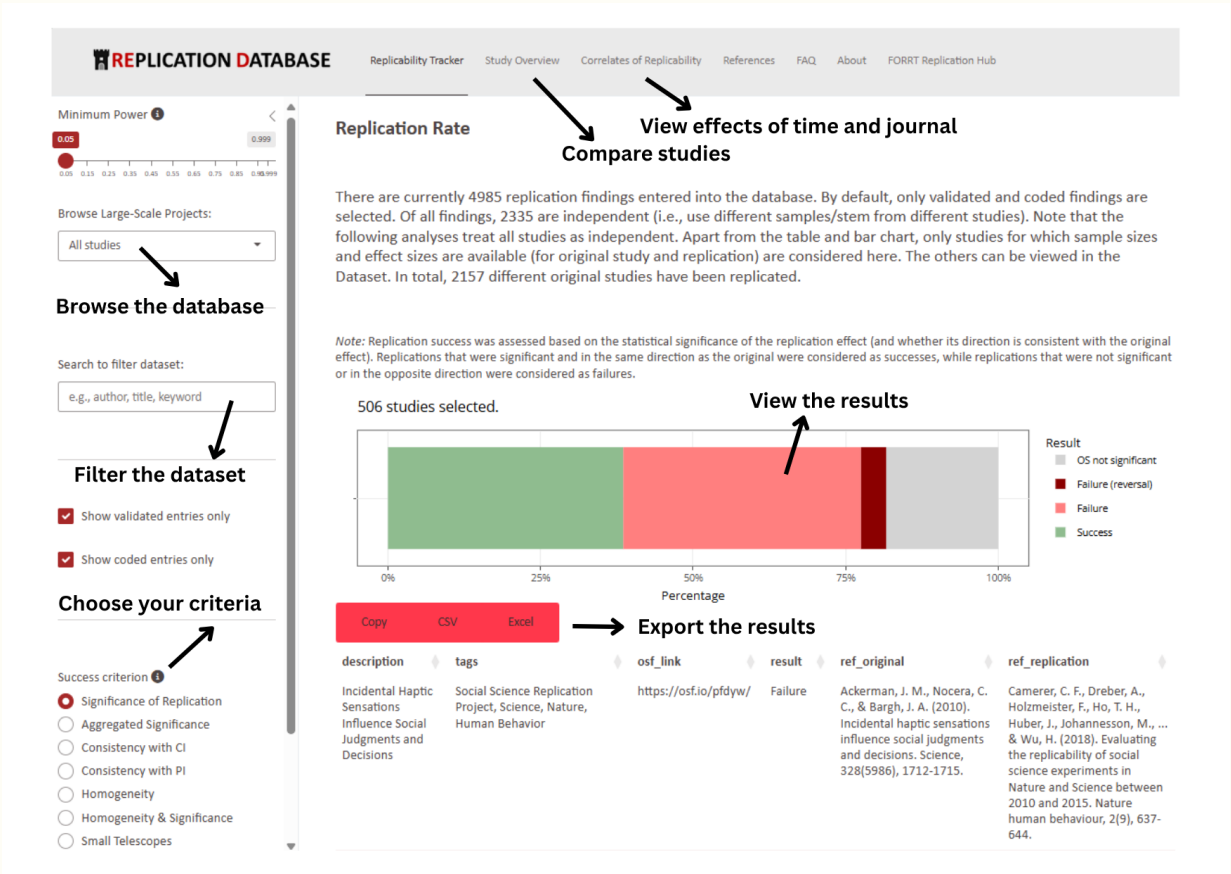 REPLICATION DATABASE
Replicability Tracker
Study Overview
Correlates of Replicability
References
FAQ
About
FORRT Replication Hub
View effects of time and journal
Compare studies
Minimum Power
0.05
0.999
0.05 0.15 0.25 0.35 0.45 0.55 0.65 0.75 0.85
Browse Large-Scale Projects:
All studies
Browse the database
Search to filter dataset:
e.g., author, title, keyword
Filter the dataset
Show validated entries only
Show coded entries only
Choose your criteria
Success criterion
Significance of Replication
Aggregated Significance
Consistency with CI
Consistency with PI
Homogeneity
Homogeneity & Significance
Small Telescopes
Replication Rate
There are currently 4985 replication findings entered into the database. By default, only validated and coded findings are
selected. Of all findings, 2335 are independent (i.e., use different samples/stem from different studies). Note that the
following analyses treat all studies as independent. Apart from the table and bar chart, only studies for which sample sizes
and effect sizes are available (for original study and replication) are considered here. The others can be viewed in the
Dataset. In total, 2157 different original studies have been replicated.
Note: Replication success was assessed based on the statistical significance of the replication effect (and whether its direction is consistent with the original
effect). Replications that were significant and in the same direction as the original were considered as successes, while replications that were not significant
or in the opposite direction were considered as failures.
506 studies selected.
View the results
Result
OS not significant
Failure (reversal)
Failure
Success
0% 25% 50% 75% 100%
Percentage
Copy CSV Excel
Export the results
description tags osf_link result ref_original ref_replication
Incidental Haptic
Sensations
Influence Social
Judgments and
Decisions
Social Science Replication
Project, Science, Nature,
Human Behavior
https://osf.io/pfdyw/
Failure
Ackerman, J. M., Nocera, C.
C., & Bargh, J. A. (2010).
Incidental haptic sensations
influence social judgments
and decisions. Science,
328(5986), 1712-1715.
Camerer, C. F., Dreber, A.,
Holzmeister, F., Ho, T. H.,
Huber, J., Johannesson, M., ...
& Wu, H. (2018). Evaluating
the replicability of social
science experiments in
Nature and Science between
2010 and 2015. Nature
human behaviour, 2(9), 637-
644.